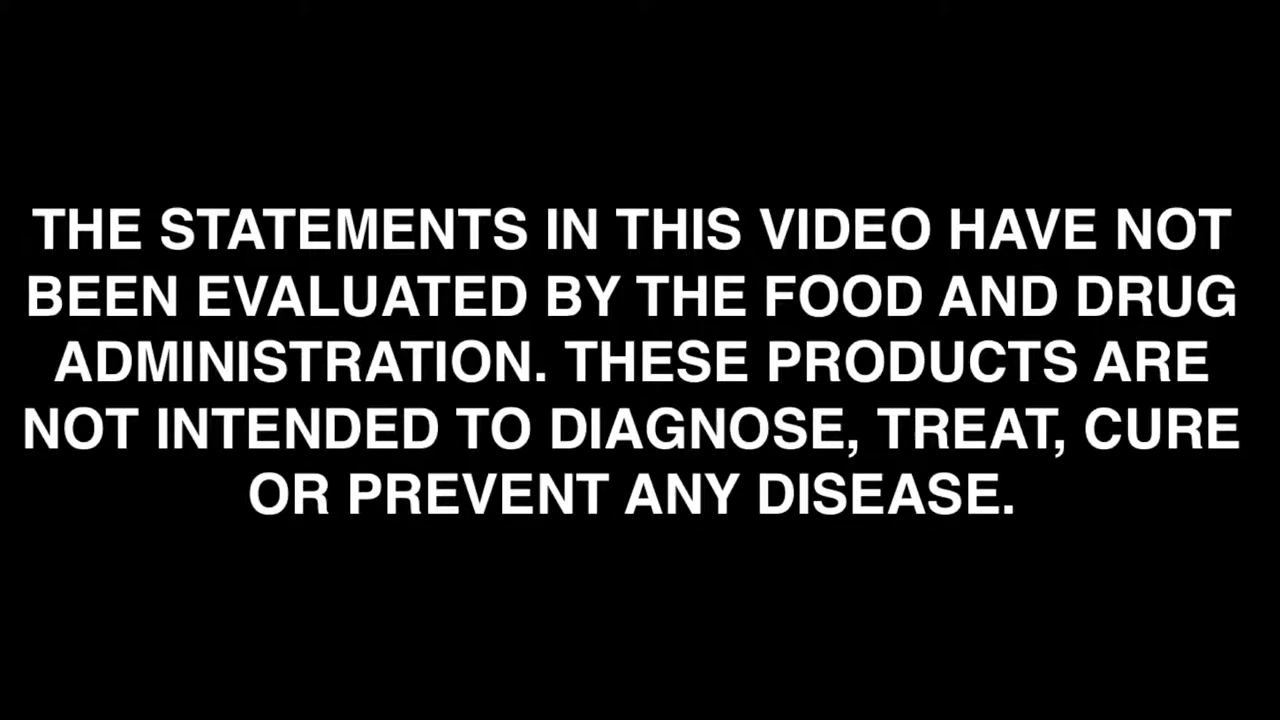 THE STATEMENTS IN THIS VIDEO HAVE NOT
BEEN EVALUATED BY THE FOOD AND DRUG
ADMINISTRATION. THESE PRODUCTS ARE
NOT INTENDED TO DIAGNOSE, TREAT, CURE
OR PREVENT ANY DISEASE.